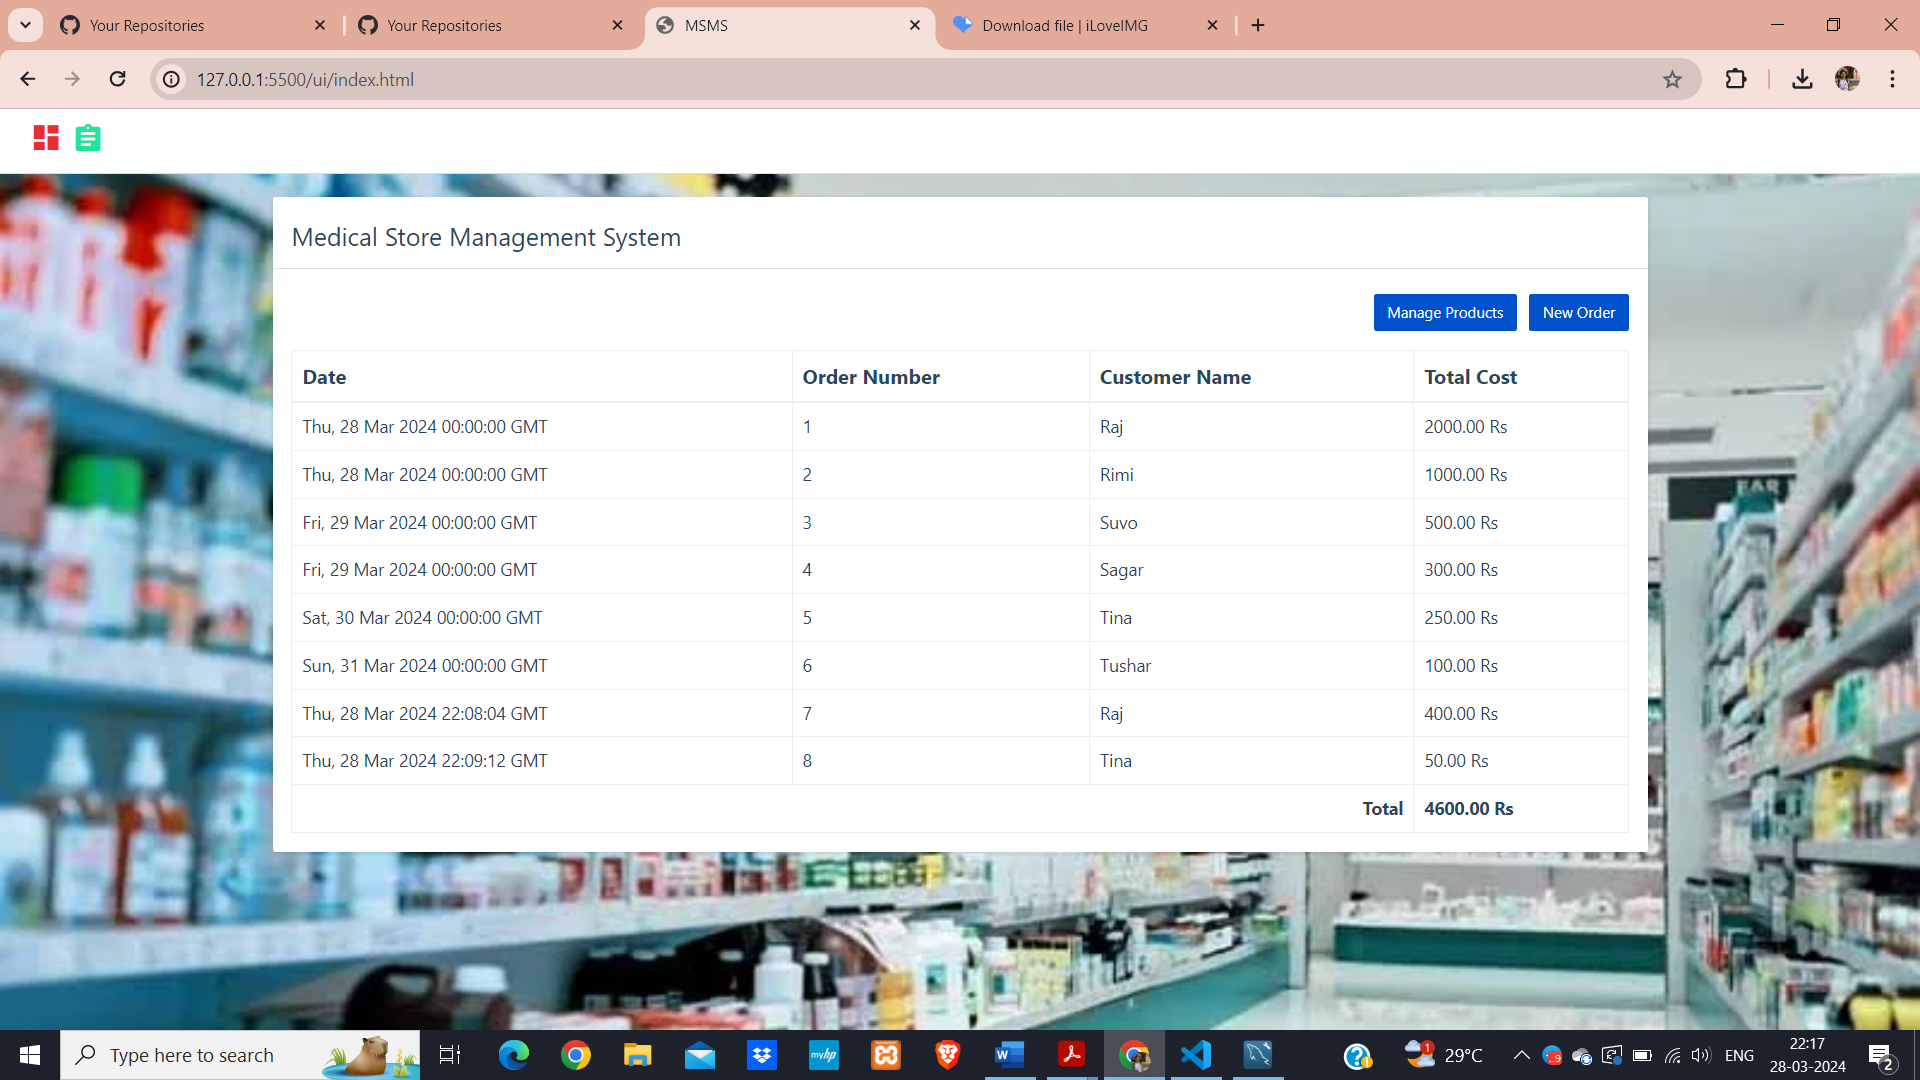 Your Repositories
Your Repositories
MSMS
Download file | iLoveIMG
127.0.0.1:5500/ui/index.html
Medical Store Management System
Manage Products
New Order
Date Order Number Customer Name Total Cost
Thu, 28 Mar 2024 00:00:00 GMT 1 Raj 2000.00 Rs
Thu, 28 Mar 2024 00:00:00 GMT 2 Rimi 1000.00 Rs
Fri, 29 Mar 2024 00:00:00 GMT 3 Suvo 500.00 Rs
Fri, 29 Mar 2024 00:00:00 GMT 4 Sagar 300.00 Rs
Sat, 30 Mar 2024 00:00:00 GMT 5 Tina 250.00 Rs
Sun, 31 Mar 2024 00:00:00 GMT 6 Tushar 100.00 Rs
Thu, 28 Mar 2024 22:08:04 GMT 7 Raj 400.00 Rs
Thu, 28 Mar 2024 22:09:12 GMT 8 Tina 50.00 Rs
Total 4600.00 Rs
EAR
Type here to search
myhp
W
1
29°C
ENG
22:17
28-03-2024
2